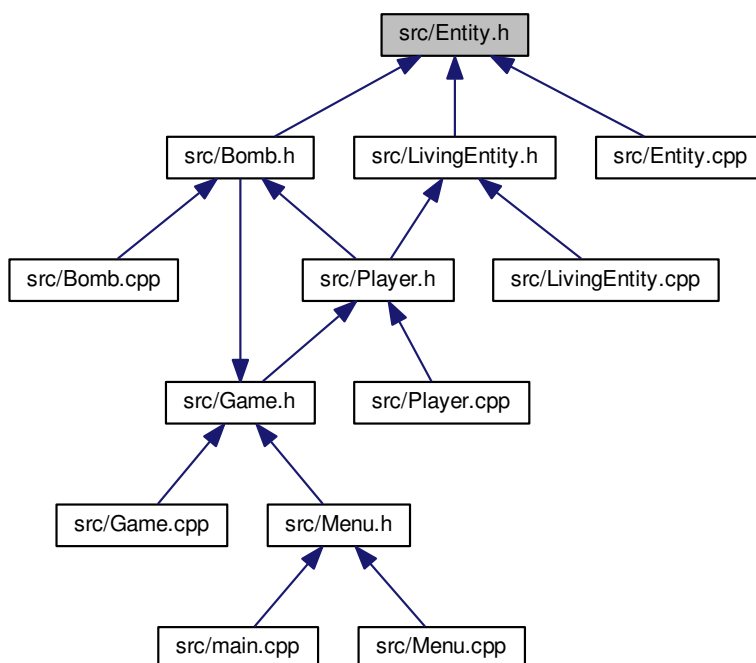 src/Entity.h
src/Bomb.h
src/LivingEntity.h
src/Entity.cpp
src/Bomb.cpp
src/Player.h
src/LivingEntity.cpp
src/Game.h
src/Player.cpp
src/Game.cpp
src/Menu.h
src/main.cpp
src/Menu.cpp